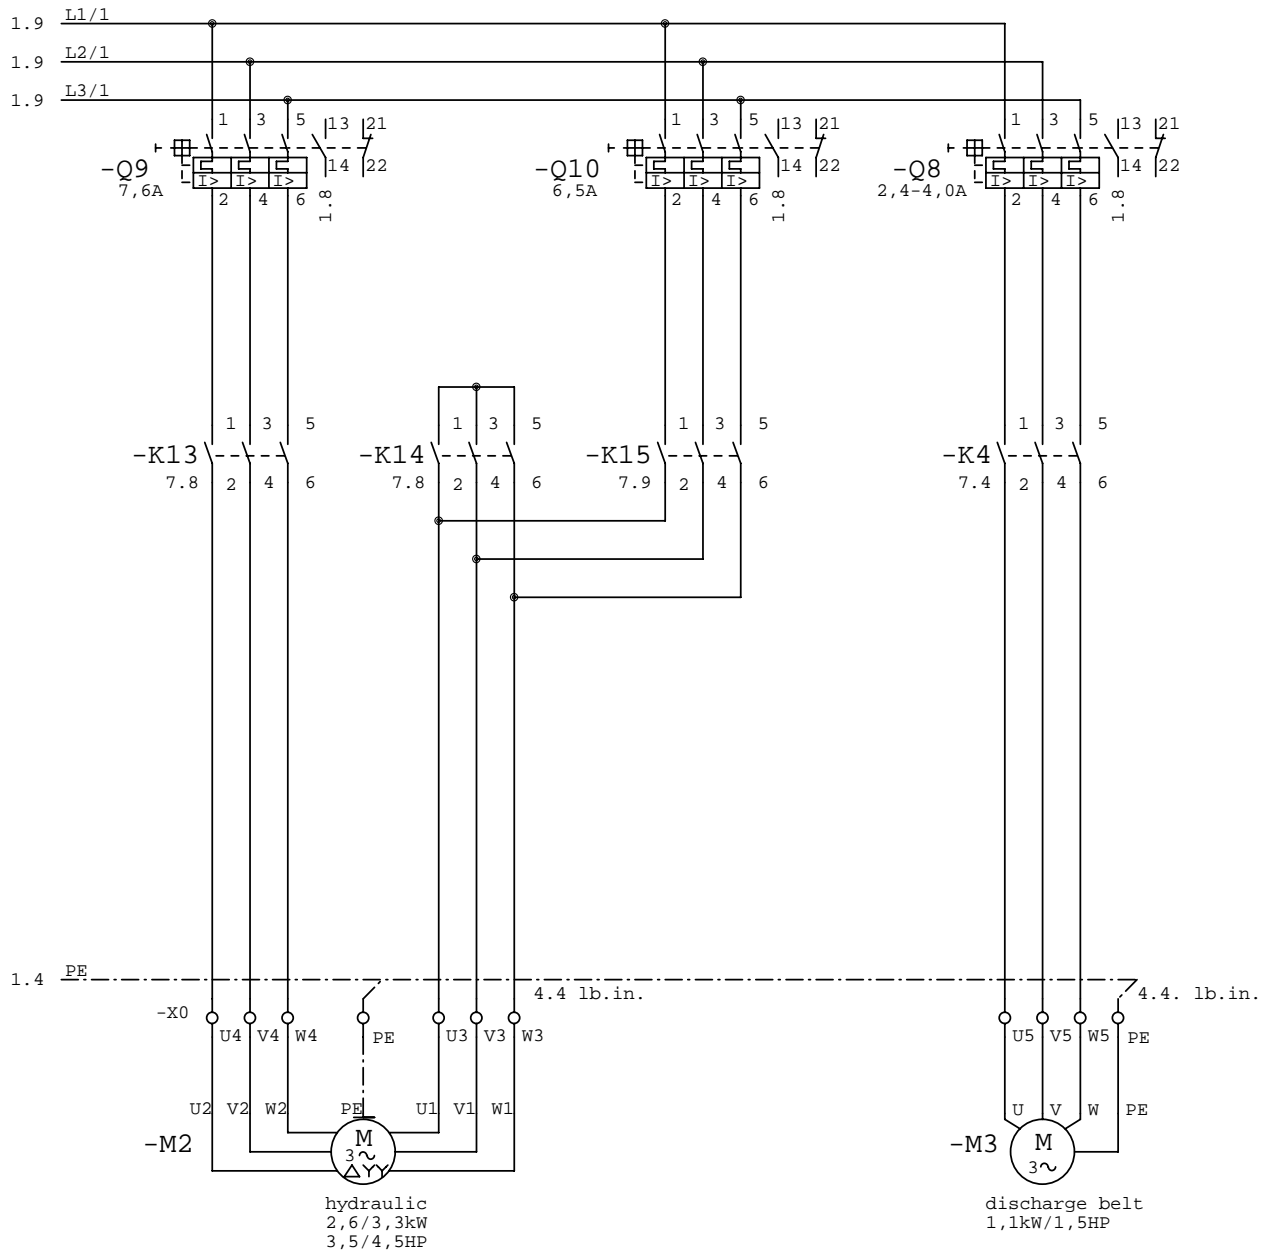 1.9 L1/1
1.9 L2/1
1.9 L3/1
1 3 5 13 21
1 3 5 13 21
1 3 5 13 21
-Q9
7,6A
I> I> I>
14 22
2 4 6
1.8
-Q10
6,5A
I> I> I>
14 22
2 4 6
1.8
-Q8
2,4-4,0A
I> I> I>
14 22
2 4 6
1.8
1 3 5
-K13
7.8 2 4 6
1 3 5
-K14
7.8 2 4 6
1 3 5
-K15
7.9 2 4 6
1 3 5
-K4
7.4 2 4 6
1.4 PE
4.4 lb.in.
4.4. lb.in.
-X0
U4 V4 W4 PE U3 V3 W3
U5 V5 W5 PE
U2 V2 W2 PE U1 V1 W1
U V W PE
-M2
M
3~
△YY
-M3
M
3~
hydraulic
2,6/3,3kW
3,5/4,5HP
discharge belt
1,1kW/1,5HP